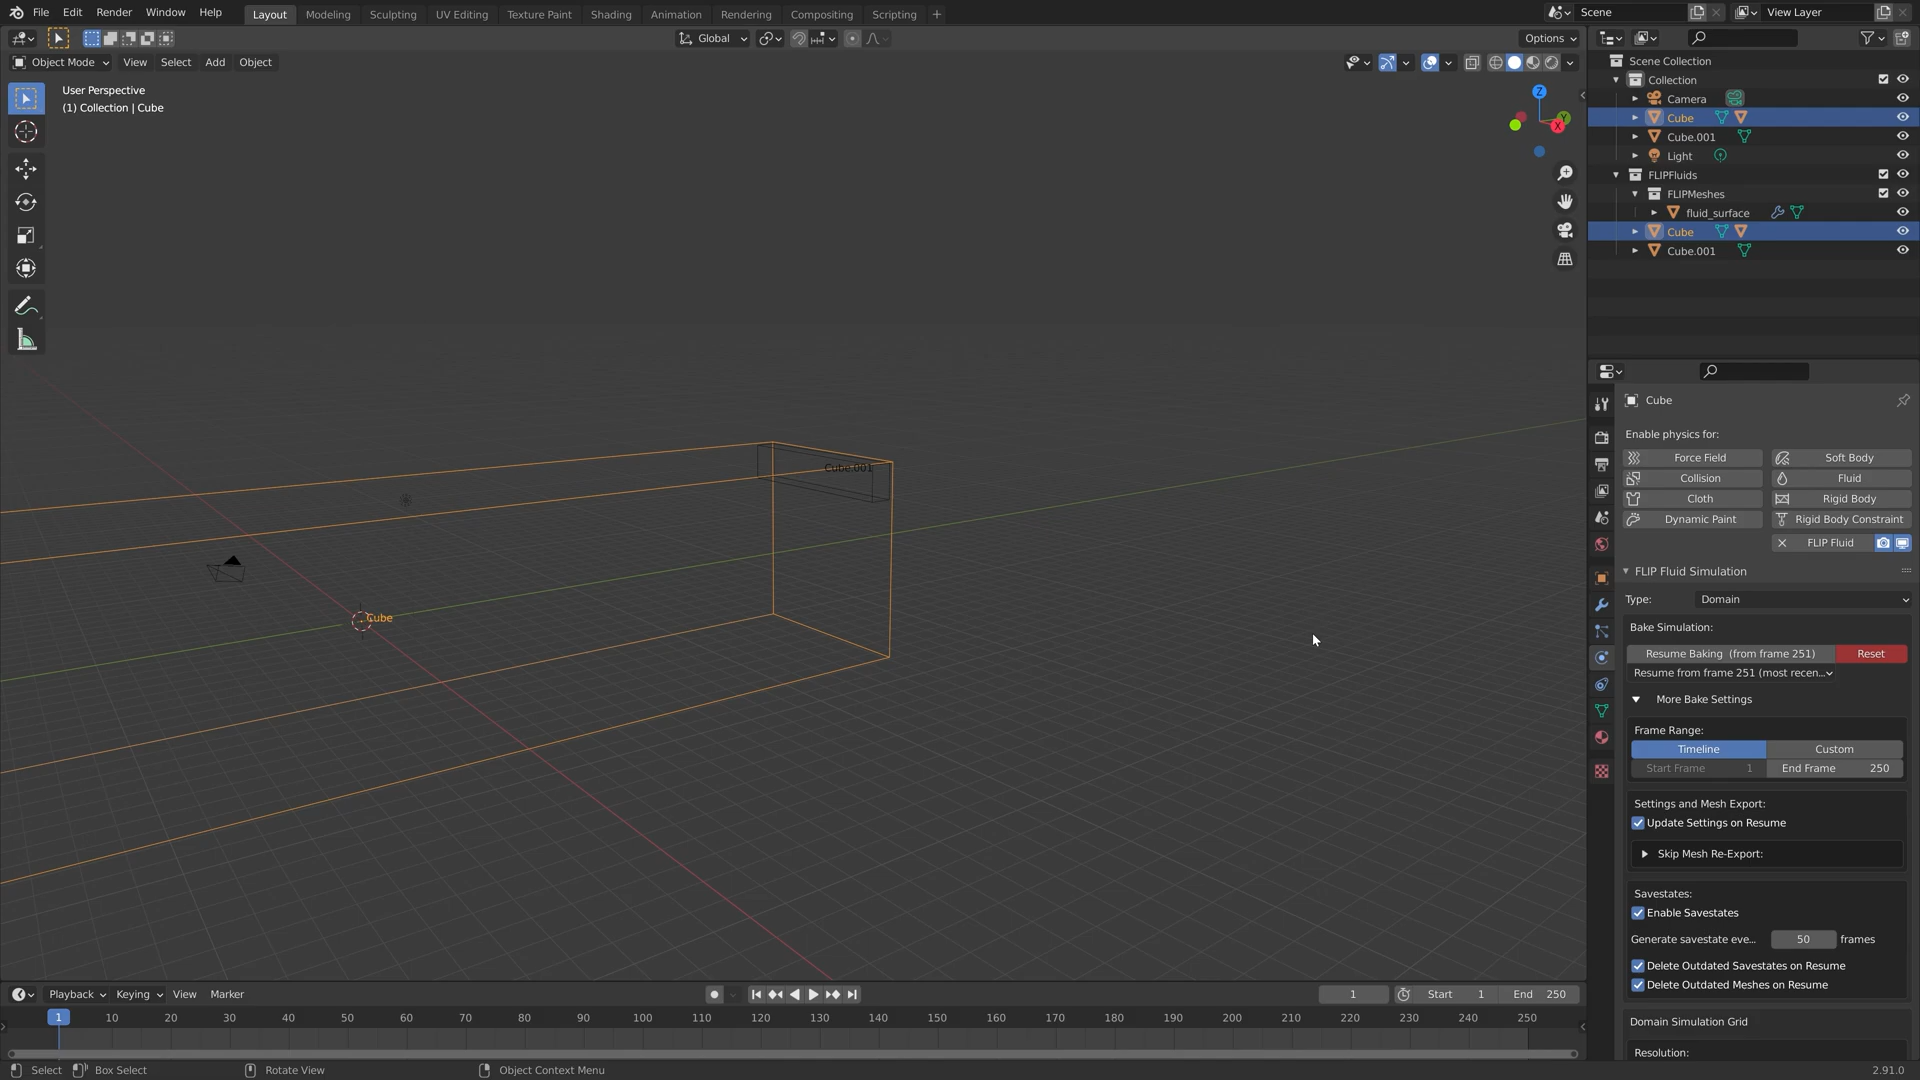 File Edit Render Window Help Layout Modeling Sculpting UV Editing Texture Paint Shading Animation Rendering Compositing Scripting + Scene View Layer
Global Options
Object Mode View Select Add Object
User Perspective
(1) Collection | Cube
Z
Y
X
Cube.001
Cube
Scene Collection
Collection
Camera
Cube
Cube.001
Light
FLIPFluids
FLIPMeshes
fluid_surface
Cube
Cube.001
Cube
Enable physics for:
Force Field Soft Body
Collision Fluid
Cloth Rigid Body
Dynamic Paint Rigid Body Constraint
FLIP Fluid
FLIP Fluid Simulation
Type: Domain
Bake Simulation:
Resume Baking (from frame 251) Reset
Resume from frame 251 (most recen...
More Bake Settings
Frame Range:
Timeline Custom
Start Frame 1 End Frame 250
Settings and Mesh Export:
Update Settings on Resume
Skip Mesh Re-Export:
Savestates:
Enable Savestates
Generate savestate eve... 50 frames
Delete Outdated Savestates on Resume
Delete Outdated Meshes on Resume
Domain Simulation Grid
Resolution:
Playback Keying View Marker 1 Start 1 End 250
1 10 20 30 40 50 60 70 80 90 100 110 120 130 140 150 160 170 180 190 200 210 220 230 240 250
Select Box Select Rotate View Object Context Menu 2.91.0